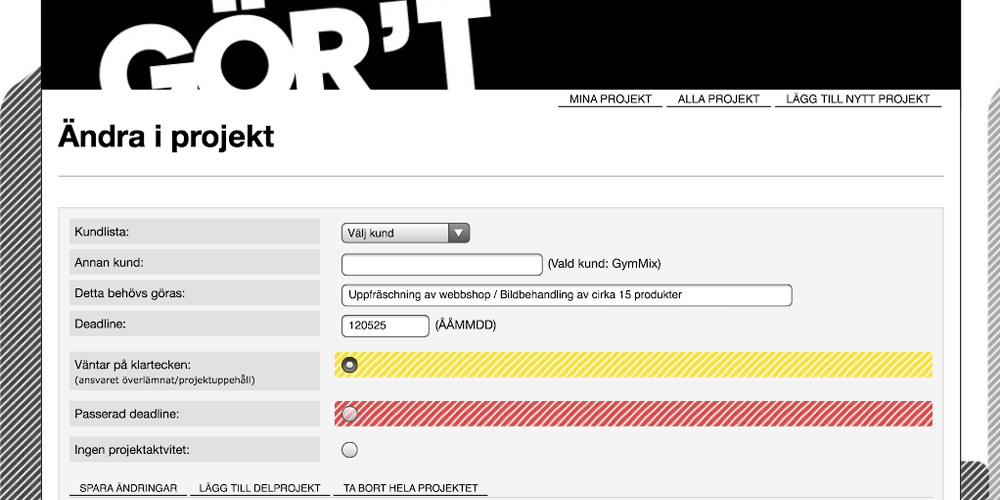 GÖR'T
MINA PROJEKT ALLA PROJEKT LÄGG TILL NYTT PROJEKT
Ändra i projekt
Kundlista: Välj kund
Annan kund: (Vald kund: GymMix)
Detta behövs göras: Uppfräschning av webbshop / Bildbehandling av cirka 15 produkter
Deadline: 120525 (ÅÅMMDD)
Väntar på klartecken:
(ansvaret överlämnat/projektuppehåll)
Passerad deadline:
Ingen projektaktvitet:
SPARA ÄNDRINGAR LÄGG TILL DELPROJEKT TA BORT HELA PROJEKTET